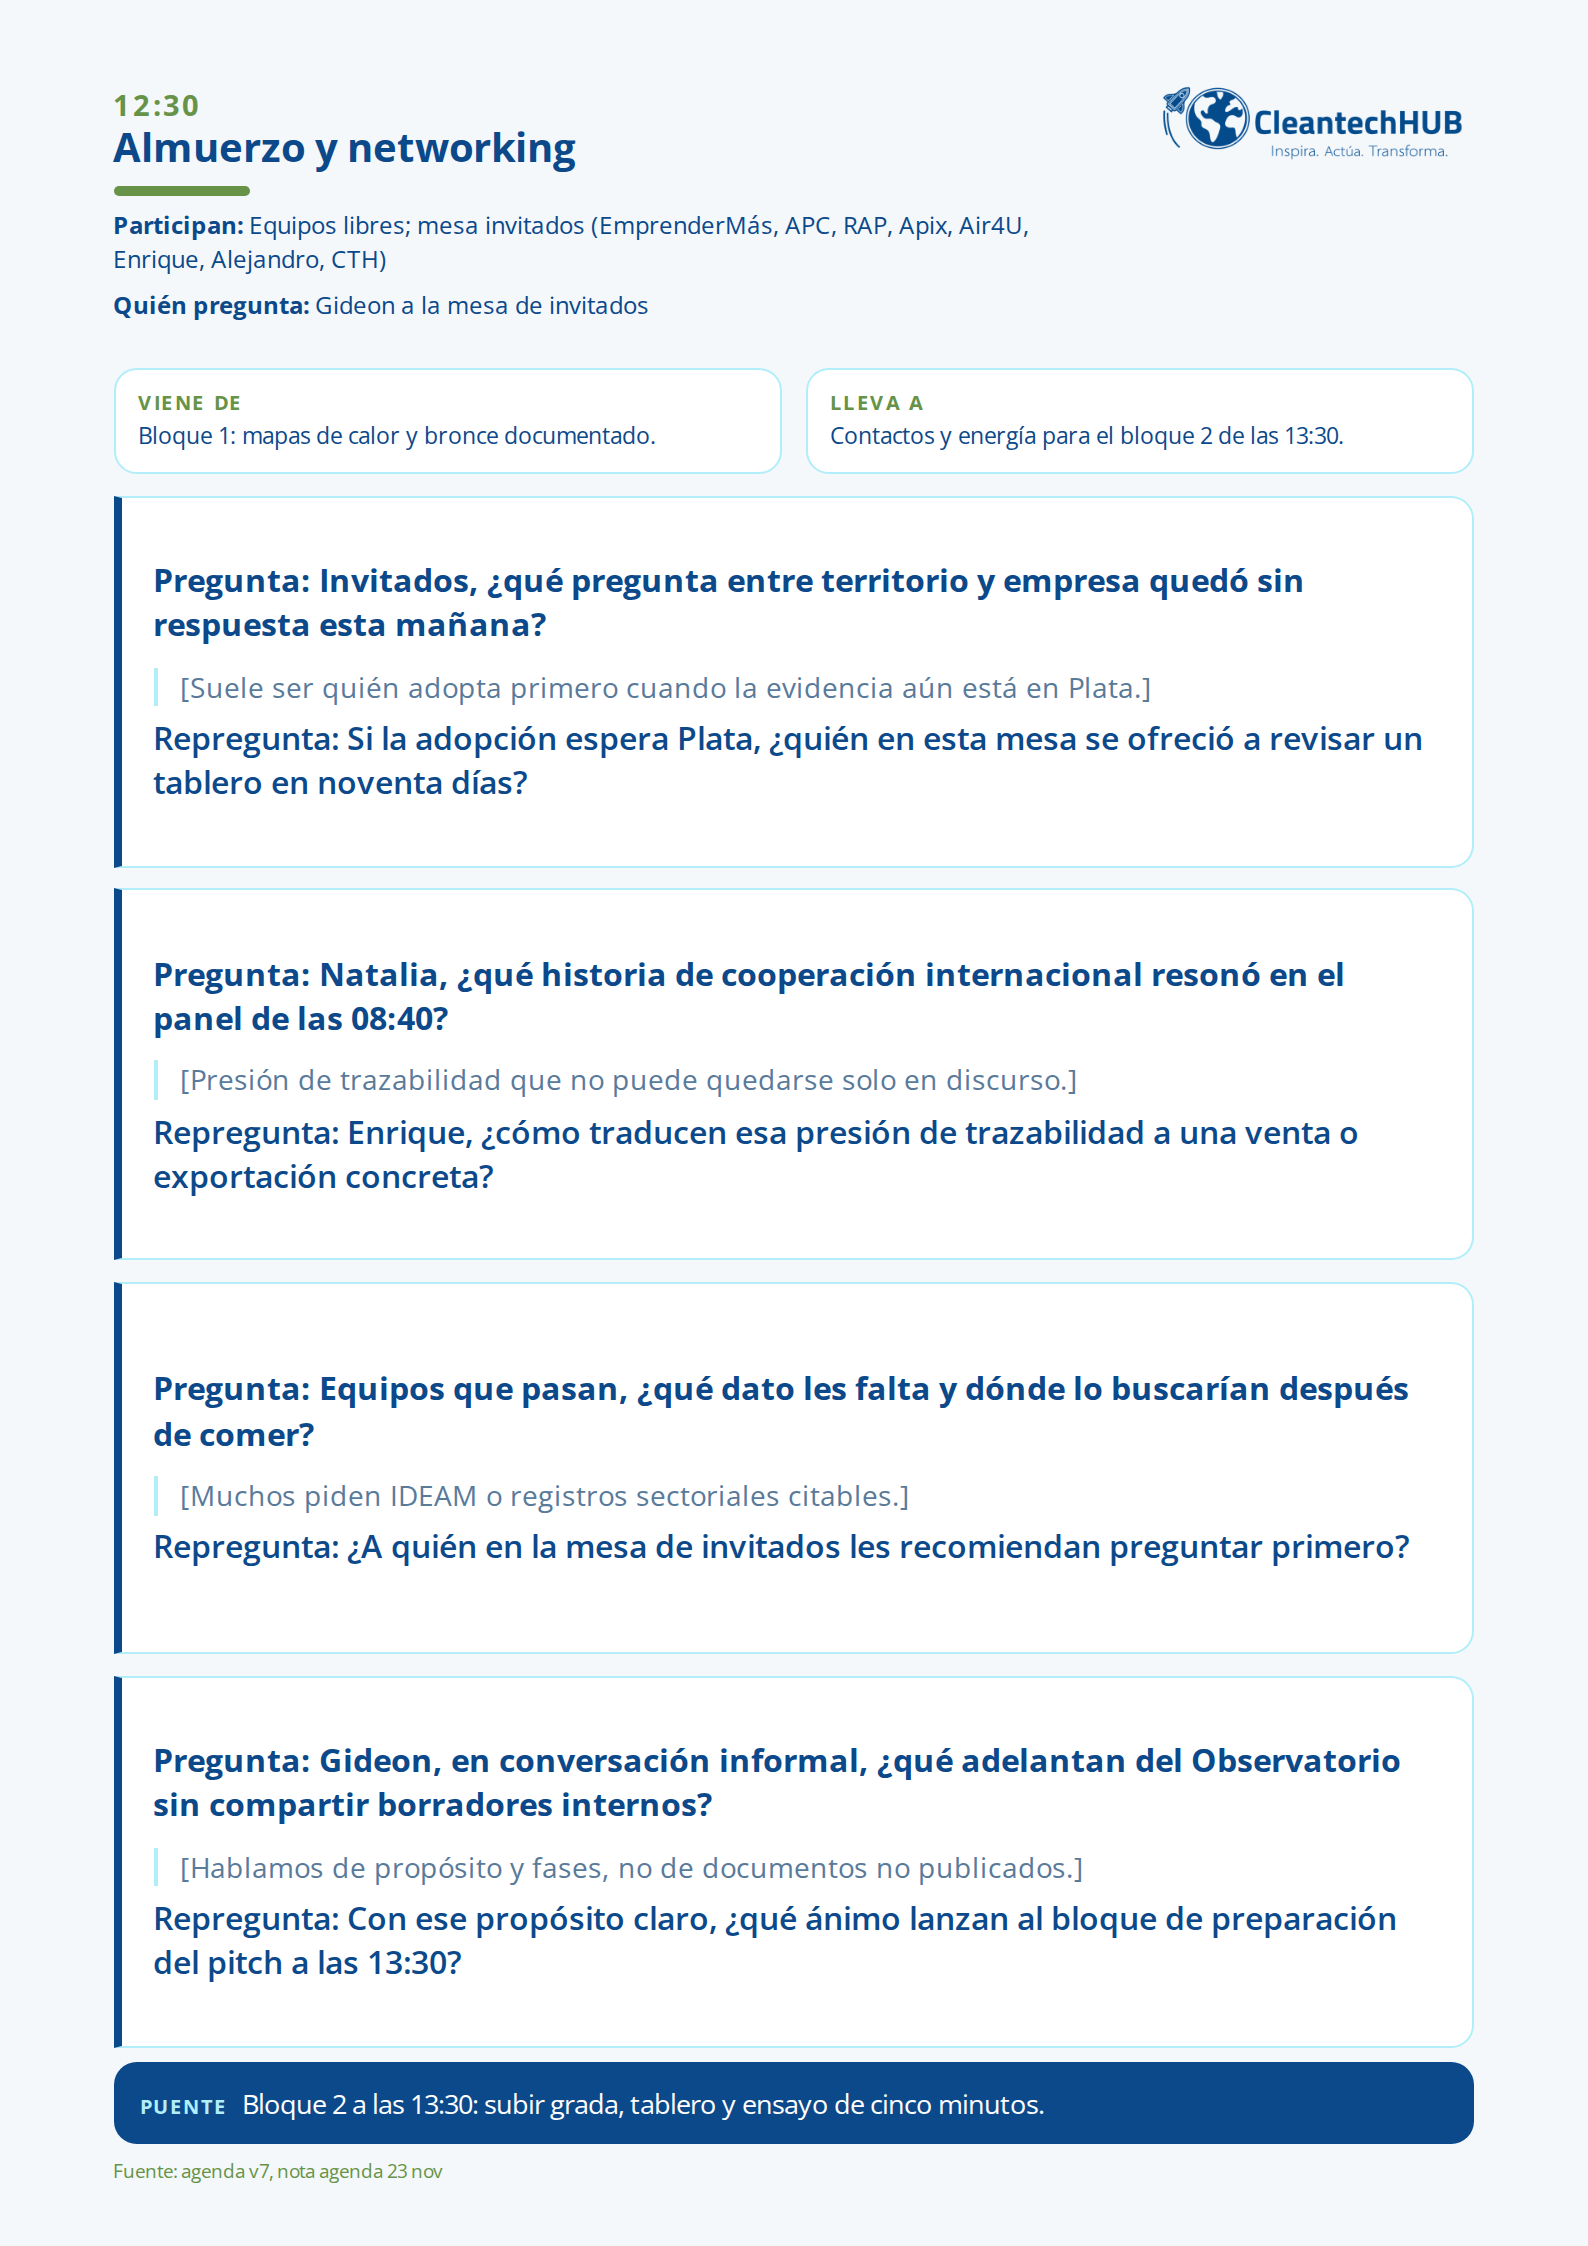 12:30
Almuerzo y networking
CleantechHUB
Inspira. Actúa. Transforma.
Participan: Equipos libres; mesa invitados (EmprenderMás, APC, RAP, Apix, Air4U,
Enrique, Alejandro, CTH)
Quién pregunta: Gideon a la mesa de invitados
VIENE DE
Bloque 1: mapas de calor y bronce documentado.
LLEVA A
Contactos y energía para el bloque 2 de las 13:30.
Pregunta: Invitados, ¿qué pregunta entre territorio y empresa quedó sin
respuesta esta mañana?
[Suele ser quién adopta primero cuando la evidencia aún está en Plata.]
Repregunta: Si la adopción espera Plata, ¿quién en esta mesa se ofreció a revisar un
tablero en noventa días?
Pregunta: Natalia, ¿qué historia de cooperación internacional resonó en el
panel de las 08:40?
[Presión de trazabilidad que no puede quedarse solo en discurso.]
Repregunta: Enrique, ¿cómo traducen esa presión de trazabilidad a una venta o
exportación concreta?
Pregunta: Equipos que pasan, ¿qué dato les falta y dónde lo buscarían después
de comer?
[Muchos piden IDEAM o registros sectoriales citables.]
Repregunta: ¿A quién en la mesa de invitados les recomiendan preguntar primero?
Pregunta: Gideon, en conversación informal, ¿qué adelantan del Observatorio
sin compartir borradores internos?
[Hablamos de propósito y fases, no de documentos no publicados.]
Repregunta: Con ese propósito claro, ¿qué ánimo lanzan al bloque de preparación
del pitch a las 13:30?
PUENTE Bloque 2 a las 13:30: subir grada, tablero y ensayo de cinco minutos.
Fuente: agenda v7, nota agenda 23 nov